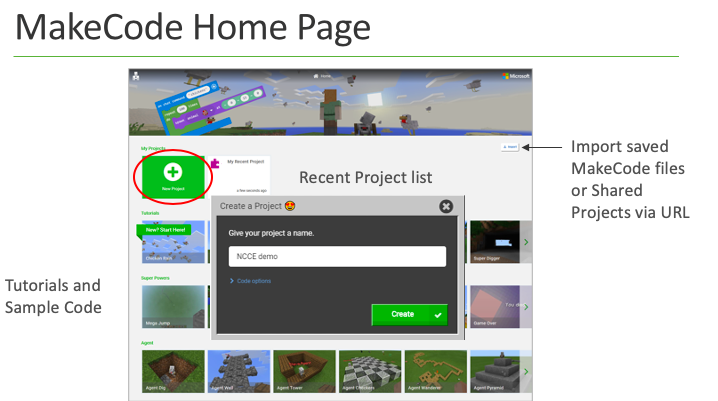 MakeCode Home Page
Home
Microsoft
My Projects
Import
New Project
My Recent Project
a few seconds ago
Recent Project list
Import saved
MakeCode files
or Shared
Projects via URL
Create a Project 😍
Give your project a name.
NCCE demo
Code options
Create
Tutorials
New? Start Here!
Chicken Rain
Super Digger
Tutorials and
Sample Code
Super Powers
Mega Jump
Game Over
Agent
Agent Dig
Agent Wall
Agent Tower
Agent Checkers
Agent Wanderer
Agent Pyramid